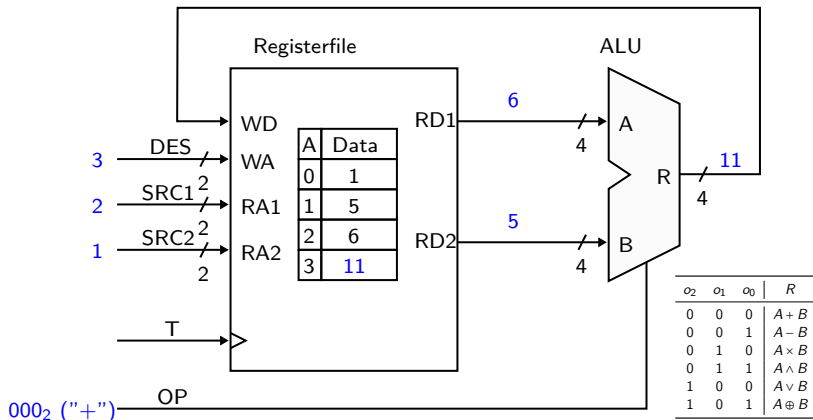 Registerfile
ALU
WD
RD1
6
4
A
A Data
0 1
1 5
2 6
3 11
3
DES
2
WA
2
SRC1
2
RA1
1
SRC2
2
RA2
RD2
5
4
B
R
11
4
T
OP
000₂ ("+")
o₂ o₁ o₀ R
0 0 0 A + B
0 0 1 A − B
0 1 0 A × B
0 1 1 A ∧ B
1 0 0 A ∨ B
1 0 1 A ⊕ B